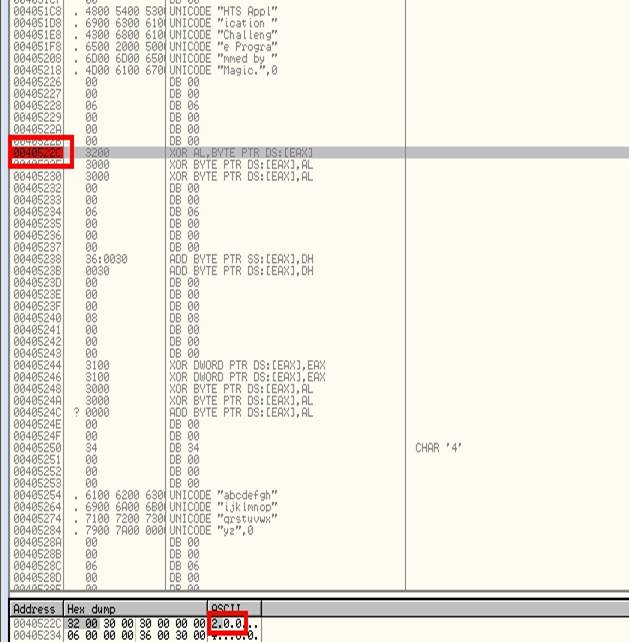 004051C8 . 4800 5400 530 UNICODE "HTS Appl"
004051D8 . 6900 6300 610 UNICODE "ication "
004051E8 . 4300 6800 610 UNICODE "Challeng"
004051F8 . 6500 2000 500 UNICODE "e Progra"
00405208 . 6D00 6D00 650 UNICODE "mmed by "
00405218 . 4D00 6100 670 UNICODE "Magic.",0
00405226 00 DB 00
00405227 00 DB 00
00405228 06 DB 06
00405229 00 DB 00
0040522A 00 DB 00
0040522B 00 DB 00
0040522C 3200 XOR AL,BYTE PTR DS:[EAX]
0040522E 3000 XOR BYTE PTR DS:[EAX],AL
00405230 3000 XOR BYTE PTR DS:[EAX],AL
00405232 00 DB 00
00405233 00 DB 00
00405234 06 DB 06
00405235 00 DB 00
00405236 00 DB 00
00405237 00 DB 00
00405238 36:0030 ADD BYTE PTR SS:[EAX],DH
0040523B 0030 ADD BYTE PTR DS:[EAX],DH
0040523D 00 DB 00
0040523E 00 DB 00
0040523F 00 DB 00
00405240 08 DB 08
00405241 00 DB 00
00405242 00 DB 00
00405243 00 DB 00
00405244 3100 XOR DWORD PTR DS:[EAX],EAX
00405246 3100 XOR DWORD PTR DS:[EAX],EAX
00405248 3000 XOR BYTE PTR DS:[EAX],AL
0040524A 3000 XOR BYTE PTR DS:[EAX],AL
0040524C ? 0000 ADD BYTE PTR DS:[EAX],AL
0040524E 00 DB 00
0040524F 00 DB 00
00405250 34 DB 34 CHAR '4'
00405251 00 DB 00
00405252 00 DB 00
00405253 00 DB 00
00405254 . 6100 6200 630 UNICODE "abcdefgh"
00405264 . 6900 6A00 6B0 UNICODE "ijklmnop"
00405274 . 7100 7200 730 UNICODE "qrstuvwx"
00405284 . 7900 7A00 000 UNICODE "yz",0
0040528A 00 DB 00
0040528B 00 DB 00
0040528C 06 DB 06
0040528D 00 DB 00
Address Hex dump ASCII
0040522C 32 00 30 00 30 00 00 00 2.0.0...
00405234 06 00 00 00 36 00 30 00